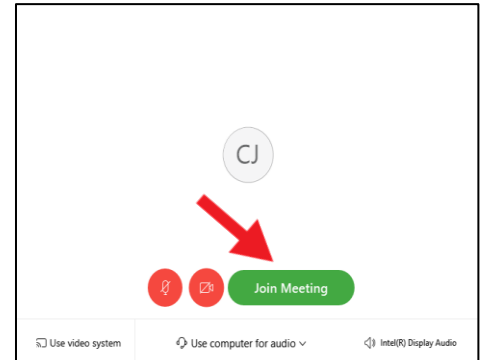 CJ
Join Meeting
Use video system Use computer for audio Intel(R) Display Audio